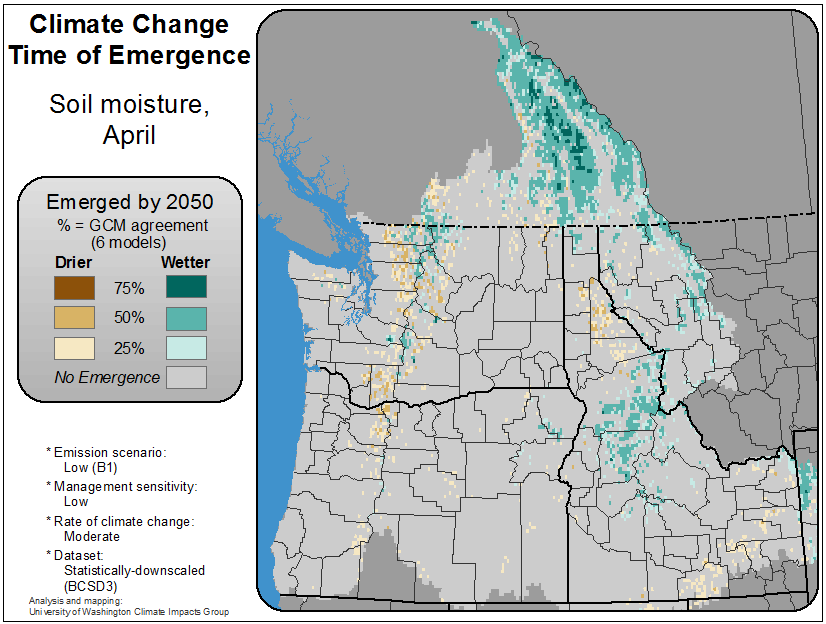 Climate Change
Time of Emergence
Soil moisture,
April
Emerged by 2050
% = GCM agreement
(6 models)
Drier Wetter
75%
50%
25%
No Emergence
* Emission scenario:
Low (B1)
* Management sensitivity:
Low
* Rate of climate change:
Moderate
* Dataset:
Statistically-downscaled
(BCSD3)
Analysis and mapping:
University of Washington Climate Impacts Group